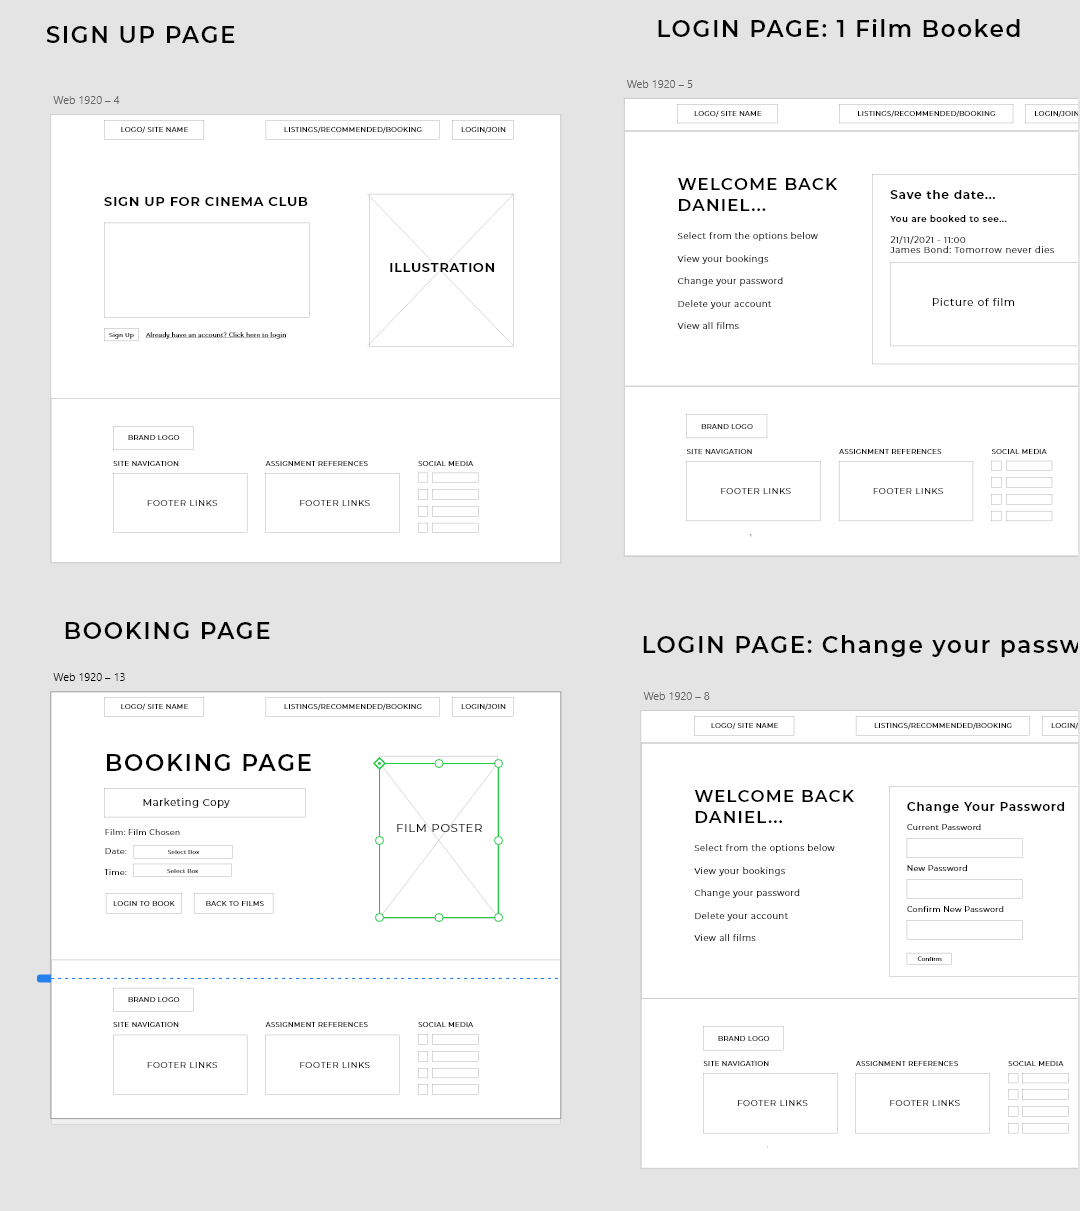 SIGN UP PAGE
Web 1920 – 4
LOGO/ SITE NAME
LISTINGS/RECOMMENDED/BOOKING
LOGIN/JOIN
SIGN UP FOR CINEMA CLUB
ILLUSTRATION
Sign Up
Already have an account? Click here to login
BRAND LOGO
SITE NAVIGATION
ASSIGNMENT REFERENCES
SOCIAL MEDIA
FOOTER LINKS
FOOTER LINKS
LOGIN PAGE: 1 Film Booked
Web 1920 – 5
LOGO/ SITE NAME
LISTINGS/RECOMMENDED/BOOKING
LOGIN/JOIN
WELCOME BACK
DANIEL...
Select from the options below
View your bookings
Change your password
Delete your account
View all films
Save the date...
You are booked to see...
21/11/2021 - 11:00
James Bond: Tomorrow never dies
Picture of film
BRAND LOGO
SITE NAVIGATION
ASSIGNMENT REFERENCES
SOCIAL MEDIA
FOOTER LINKS
FOOTER LINKS
BOOKING PAGE
Web 1920 – 13
LOGO/ SITE NAME
LISTINGS/RECOMMENDED/BOOKING
LOGIN/JOIN
BOOKING PAGE
Marketing Copy
Film: Film Chosen
Date: Select Box
Time: Select Box
LOGIN TO BOOK
BACK TO FILMS
FILM POSTER
BRAND LOGO
SITE NAVIGATION
ASSIGNMENT REFERENCES
SOCIAL MEDIA
FOOTER LINKS
FOOTER LINKS
LOGIN PAGE: Change your passw
Web 1920 – 8
LOGO/ SITE NAME
LISTINGS/RECOMMENDED/BOOKING
LOGIN/
WELCOME BACK
DANIEL...
Select from the options below
View your bookings
Change your password
Delete your account
View all films
Change Your Password
Current Password
New Password
Confirm New Password
Confirm
BRAND LOGO
SITE NAVIGATION
ASSIGNMENT REFERENCES
SOCIAL MEDIA
FOOTER LINKS
FOOTER LINKS